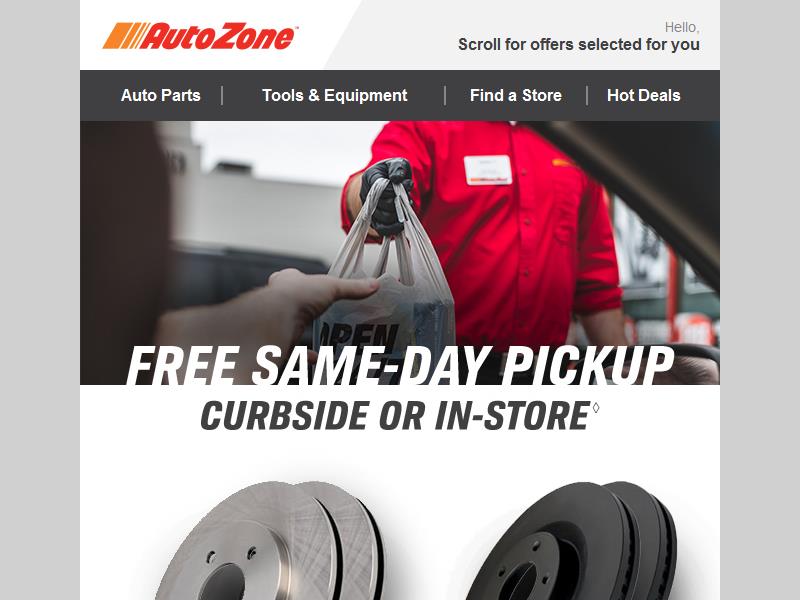 AutoZone
Hello,
Scroll for offers selected for you
Auto Parts | Tools & Equipment | Find a Store | Hot Deals
OPEN
FREE SAME-DAY PICKUP
CURBSIDE OR IN-STORE◊